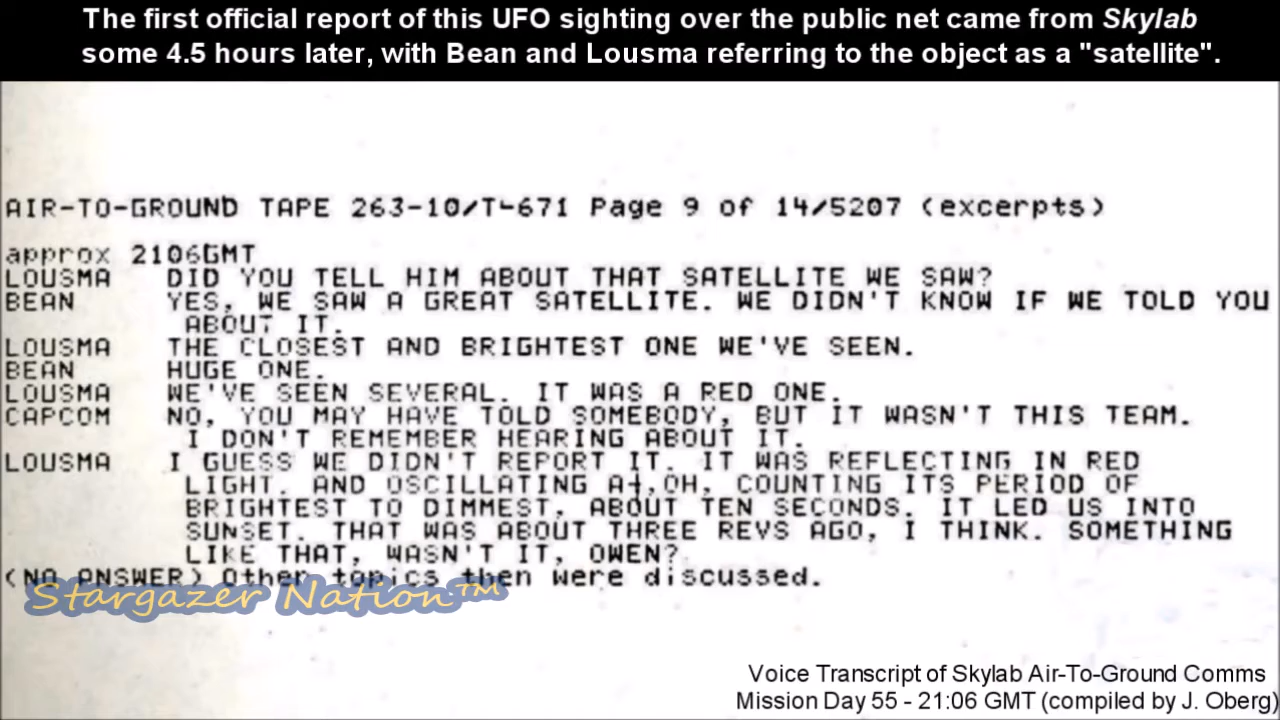 The first official report of this UFO sighting over the public net came from Skylab
some 4.5 hours later, with Bean and Lousma referring to the object as a "satellite".
AIR-TO-GROUND TAPE 263-10/T-671 Page 9 of 14/5207 (excerpts)
approx 2106GMT
LOUSMA DID YOU TELL HIM ABOUT THAT SATELLITE WE SAW?
BEAN YES, WE SAW A GREAT SATELLITE. WE DIDN'T KNOW IF WE TOLD YOU
ABOUT IT.
LOUSMA THE CLOSEST AND BRIGHTEST ONE WE'VE SEEN.
BEAN HUGE ONE.
LOUSMA WE'VE SEEN SEVERAL. IT WAS A RED ONE.
CAPCOM NO, YOU MAY HAVE TOLD SOMEBODY, BUT IT WASN'T THIS TEAM.
I DON'T REMEMBER HEARING ABOUT IT.
LOUSMA I GUESS WE DIDN'T REPORT IT. IT WAS REFLECTING IN RED
LIGHT, AND OSCILLATING At,OH, COUNTING ITS PERIOD OF
BRIGHTEST TO DIMMEST, ABOUT TEN SECONDS. IT LED US INTO
SUNSET. THAT WAS ABOUT THREE REVS AGO, I THINK. SOMETHING
LIKE THAT, WASN'T IT, OWEN?
(NO ANSWER) Other topics then were discussed.
Stargazer Nation™
Voice Transcript of Skylab Air-To-Ground Comms
Mission Day 55 - 21:06 GMT (compiled by J. Oberg)